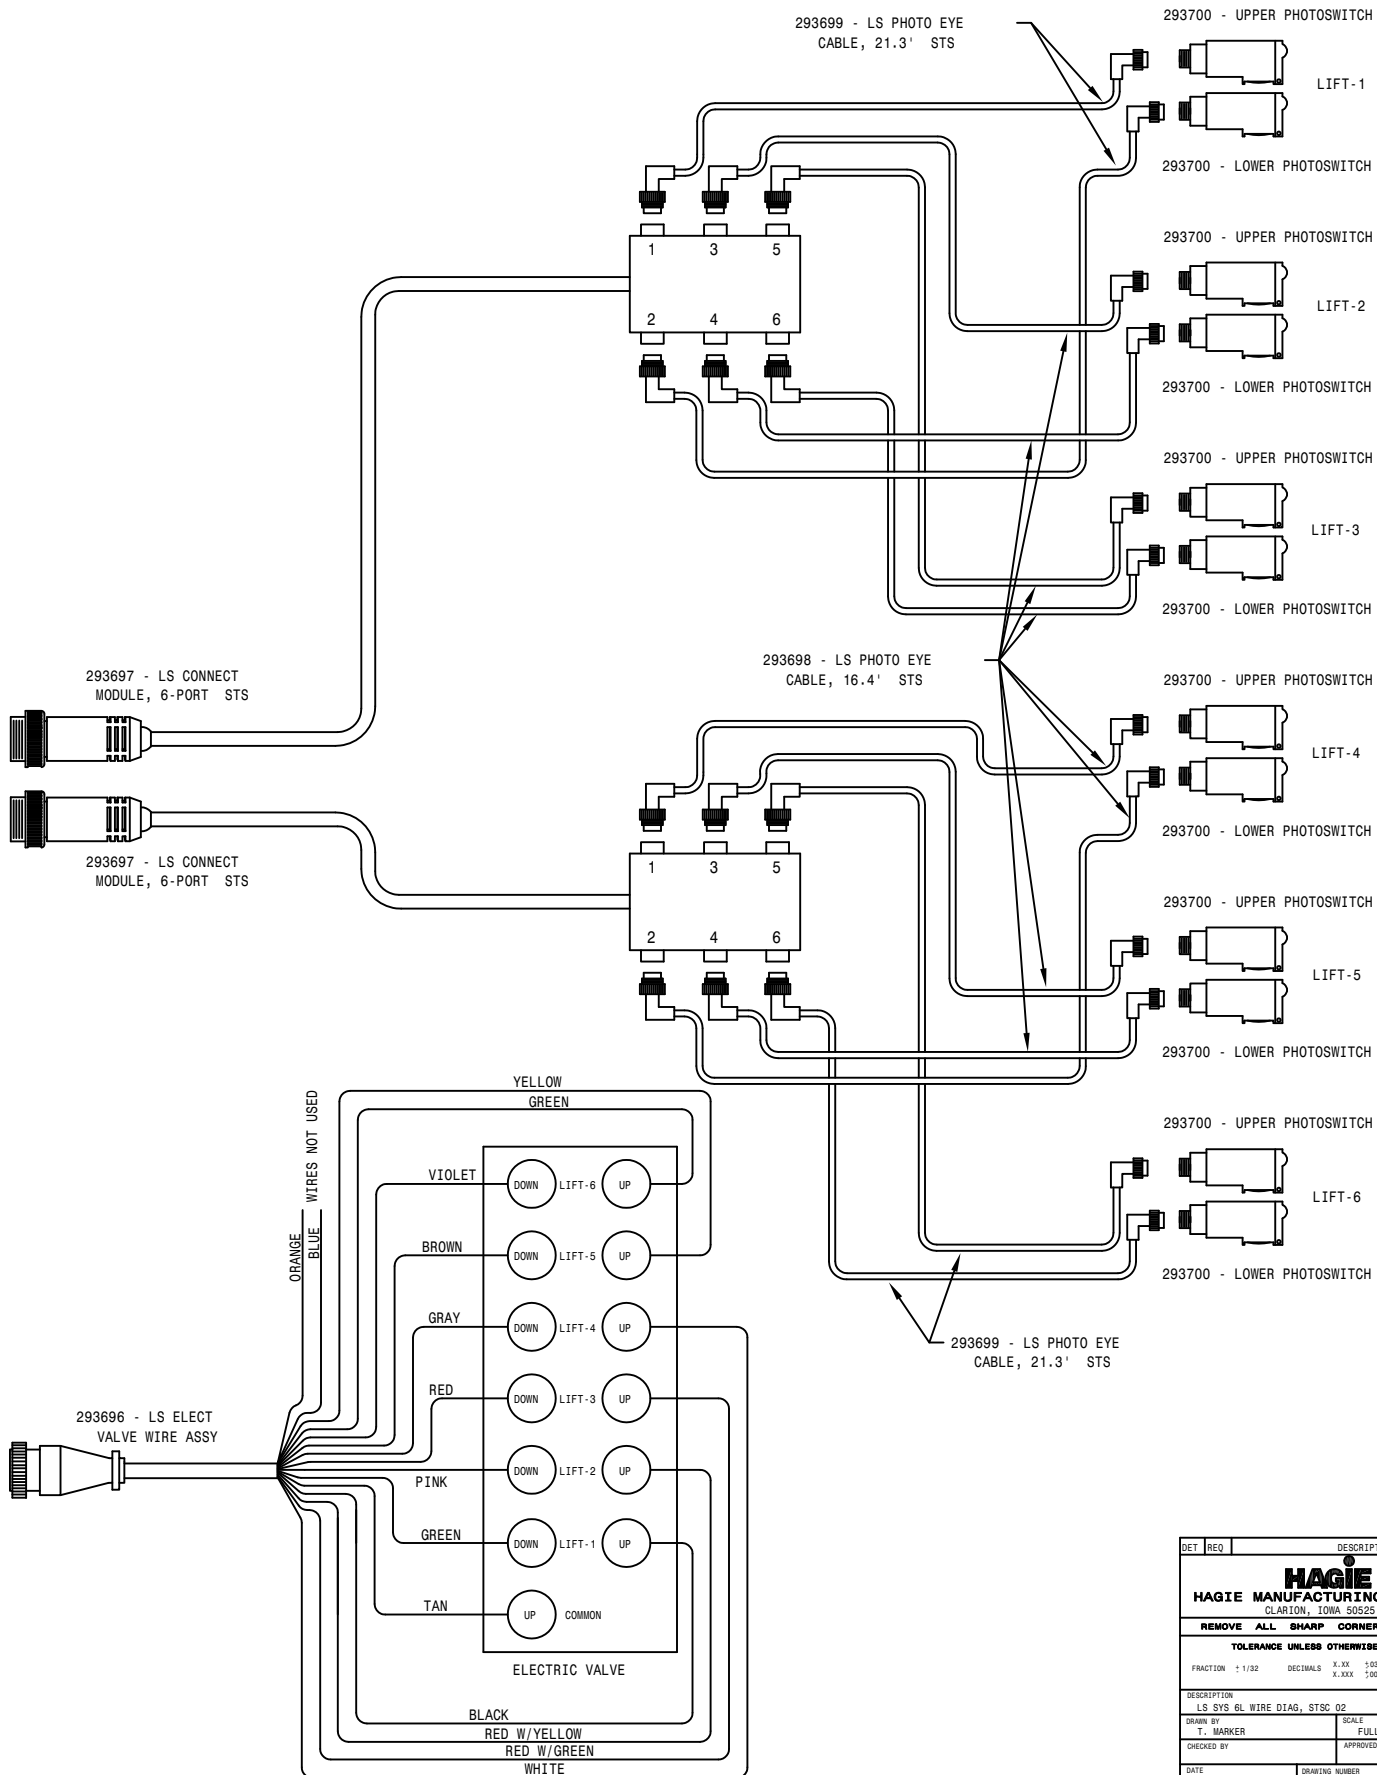 293699 - LS PHOTO EYE
CABLE, 21.3' STS
293700 - UPPER PHOTOSWITCH
LIFT-1
293700 - LOWER PHOTOSWITCH
1 3 5
2 4 6
293700 - UPPER PHOTOSWITCH
LIFT-2
293700 - LOWER PHOTOSWITCH
293700 - UPPER PHOTOSWITCH
LIFT-3
293700 - LOWER PHOTOSWITCH
293698 - LS PHOTO EYE
CABLE, 16.4' STS
293697 - LS CONNECT
MODULE, 6-PORT STS
293697 - LS CONNECT
MODULE, 6-PORT STS
293700 - UPPER PHOTOSWITCH
LIFT-4
293700 - LOWER PHOTOSWITCH
1 3 5
2 4 6
293700 - UPPER PHOTOSWITCH
LIFT-5
293700 - LOWER PHOTOSWITCH
293700 - UPPER PHOTOSWITCH
LIFT-6
293700 - LOWER PHOTOSWITCH
293699 - LS PHOTO EYE
CABLE, 21.3' STS
YELLOW
GREEN
WIRES NOT USED
ORANGE
BLUE
VIOLET
DOWN LIFT-6 UP
BROWN
DOWN LIFT-5 UP
GRAY
DOWN LIFT-4 UP
RED
DOWN LIFT-3 UP
293696 - LS ELECT
VALVE WIRE ASSY
DOWN LIFT-2 UP
PINK
GREEN
DOWN LIFT-1 UP
TAN
UP COMMON
ELECTRIC VALVE
BLACK
RED W/YELLOW
RED W/GREEN
WHITE
DET REQ DESCRIPT
HAGIE
HAGIE MANUFACTURING
CLARION, IOWA 50525
REMOVE ALL SHARP CORNER
TOLERANCE UNLESS OTHERWISE
FRACTION ± 1/32 DECIMALS X.XX ±.03
X.XXX ±.00
DESCRIPTION
LS SYS 6L WIRE DIAG, STSC 02
DRAWN BY
T. MARKER
SCALE
FULL
CHECKED BY
APPROVED
DATE
DRAWING NUMBER